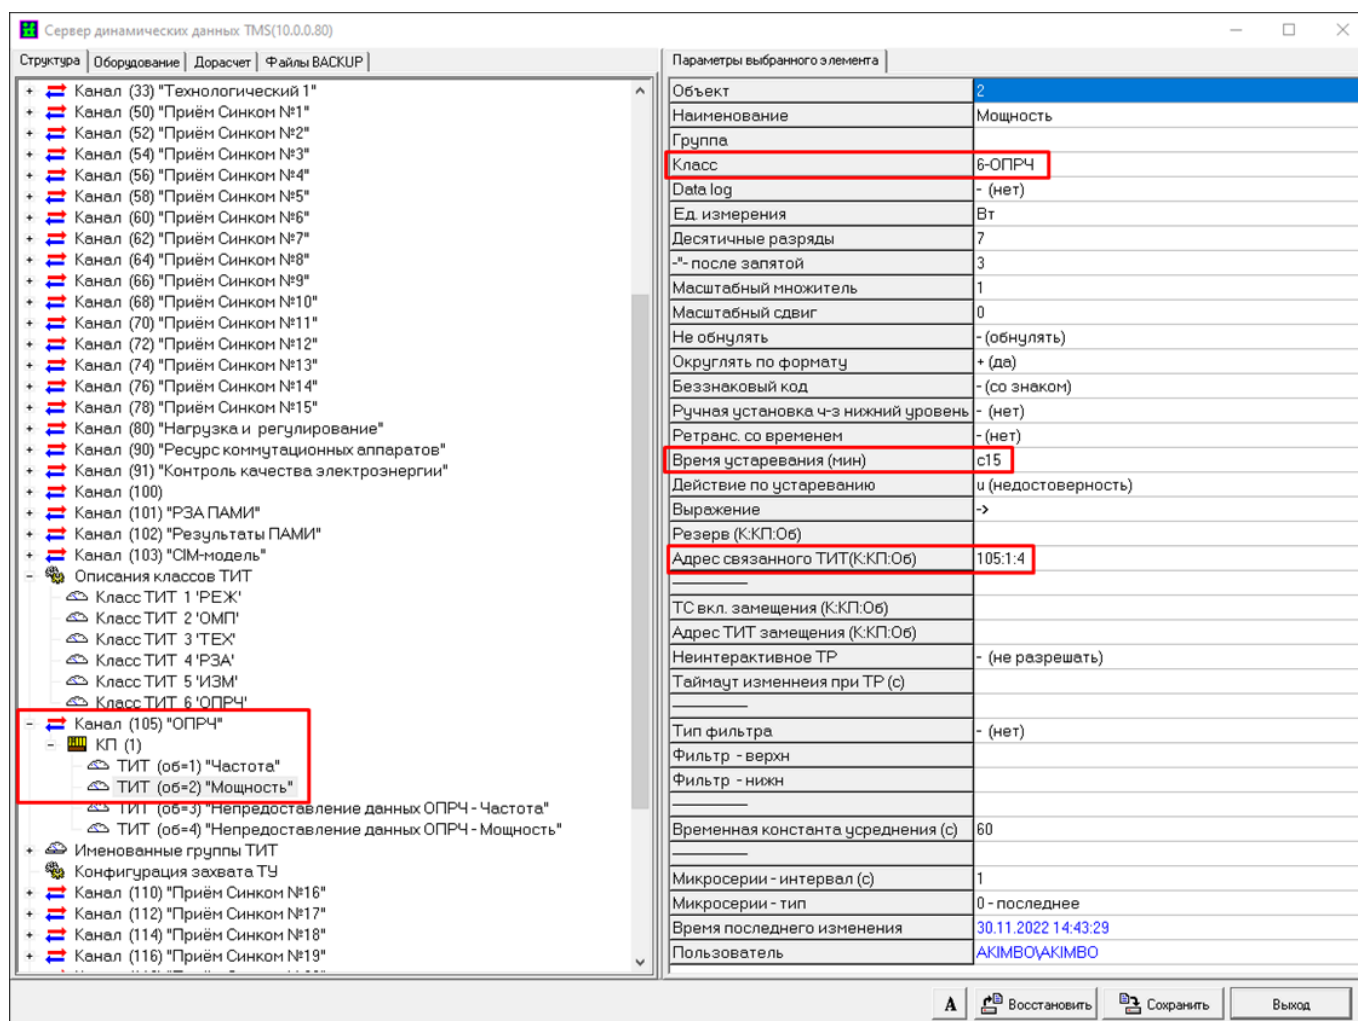 Сервер динамических данных TMS(10.0.0.80)
Структура Оборудование Дорасчет Файлы BACKUP
Канал (33) "Технологический 1"
Канал (50) "Приём Синком №1"
Канал (52) "Приём Синком №2"
Канал (54) "Приём Синком №3"
Канал (56) "Приём Синком №4"
Канал (58) "Приём Синком №5"
Канал (60) "Приём Синком №6"
Канал (62) "Приём Синком №7"
Канал (64) "Приём Синком №8"
Канал (66) "Приём Синком №9"
Канал (68) "Приём Синком №10"
Канал (70) "Приём Синком №11"
Канал (72) "Приём Синком №12"
Канал (74) "Приём Синком №13"
Канал (76) "Приём Синком №14"
Канал (78) "Приём Синком №15"
Канал (80) "Нагрузка и регулирование"
Канал (90) "Ресурс коммутационных аппаратов"
Канал (91) "Контроль качества электроэнергии"
Канал (100)
Канал (101) "РЗА ПАМИ"
Канал (102) "Результаты ПАМИ"
Канал (103) "CIM-модель"
Описания классов ТИТ
Класс ТИТ 1 'РЕЖ'
Класс ТИТ 2 'ОМП'
Класс ТИТ 3 'ТЕХ'
Класс ТИТ 4 'РЗА'
Класс ТИТ 5 'ИЗМ'
Класс ТИТ 6 'ОПРЧ'
Канал (105) "ОПРЧ"
КП (1)
ТИТ (об=1) "Частота"
ТИТ (об=2) "Мощность"
ТИТ (об=3) "Непредоставление данных ОПРЧ - Частота"
ТИТ (об=4) "Непредоставление данных ОПРЧ - Мощность"
Именованные группы ТИТ
Конфигурация захвата ТУ
Канал (110) "Приём Синком №16"
Канал (112) "Приём Синком №17"
Канал (114) "Приём Синком №18"
Канал (116) "Приём Синком №19"
Параметры выбранного элемента
Объект 2
Наименование Мощность
Группа
Класс 6-ОПРЧ
Data log - (нет)
Ед. измерения Вт
Десятичные разряды 7
-"- после запятой 3
Масштабный множитель 1
Масштабный сдвиг 0
Не обнулять - (обнулять)
Округлять по формату + (да)
Беззнаковый код - (со знаком)
Ручная установка ч-з нижний уровень - (нет)
Ретранс. со временем - (нет)
Время устаревания (мин) с15
Действие по устареванию u (недостоверность)
Выражение ->
Резерв (К:КП:Об)
Адрес связанного ТИТ(К:КП:Об) 105:1:4
ТС вкл. замещения (К:КП:Об)
Адрес ТИТ замещения (К:КП:Об)
Неинтерактивное ТР - (не разрешать)
Таймаут изменнеия при ТР (с)
Тип фильтра - (нет)
Фильтр - верхн
Фильтр - нижн
Временная константа усреднения (с) 60
Микросерии - интервал (с) 1
Микросерии - тип 0 - последнее
Время последнего изменения 30.11.2022 14:43:29
Пользователь AKIMBO\AKIMBO
A Восстановить Сохранить Выход